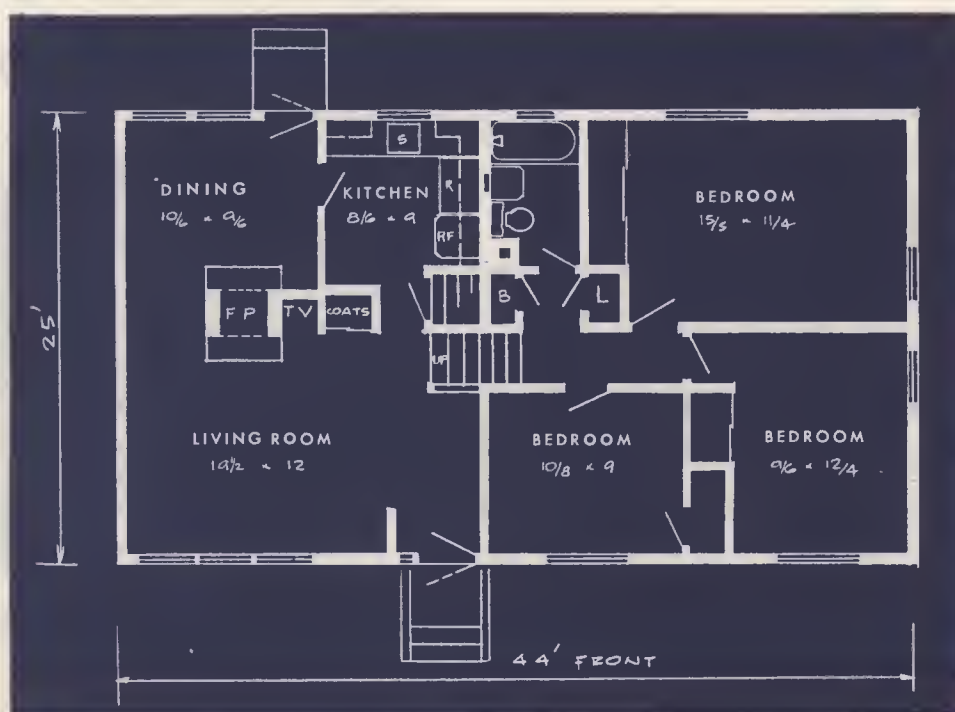 S
DINING
10/6 x 9/6
KITCHEN
8/6 x 9
R
RF
BEDROOM
15/5 x 11/4
25'
FP
TV
COATS
B
L
UP
LIVING ROOM
19/2 x 12
BEDROOM
10/8 x 9
BEDROOM
9/6 x 12/4
44' FRONT